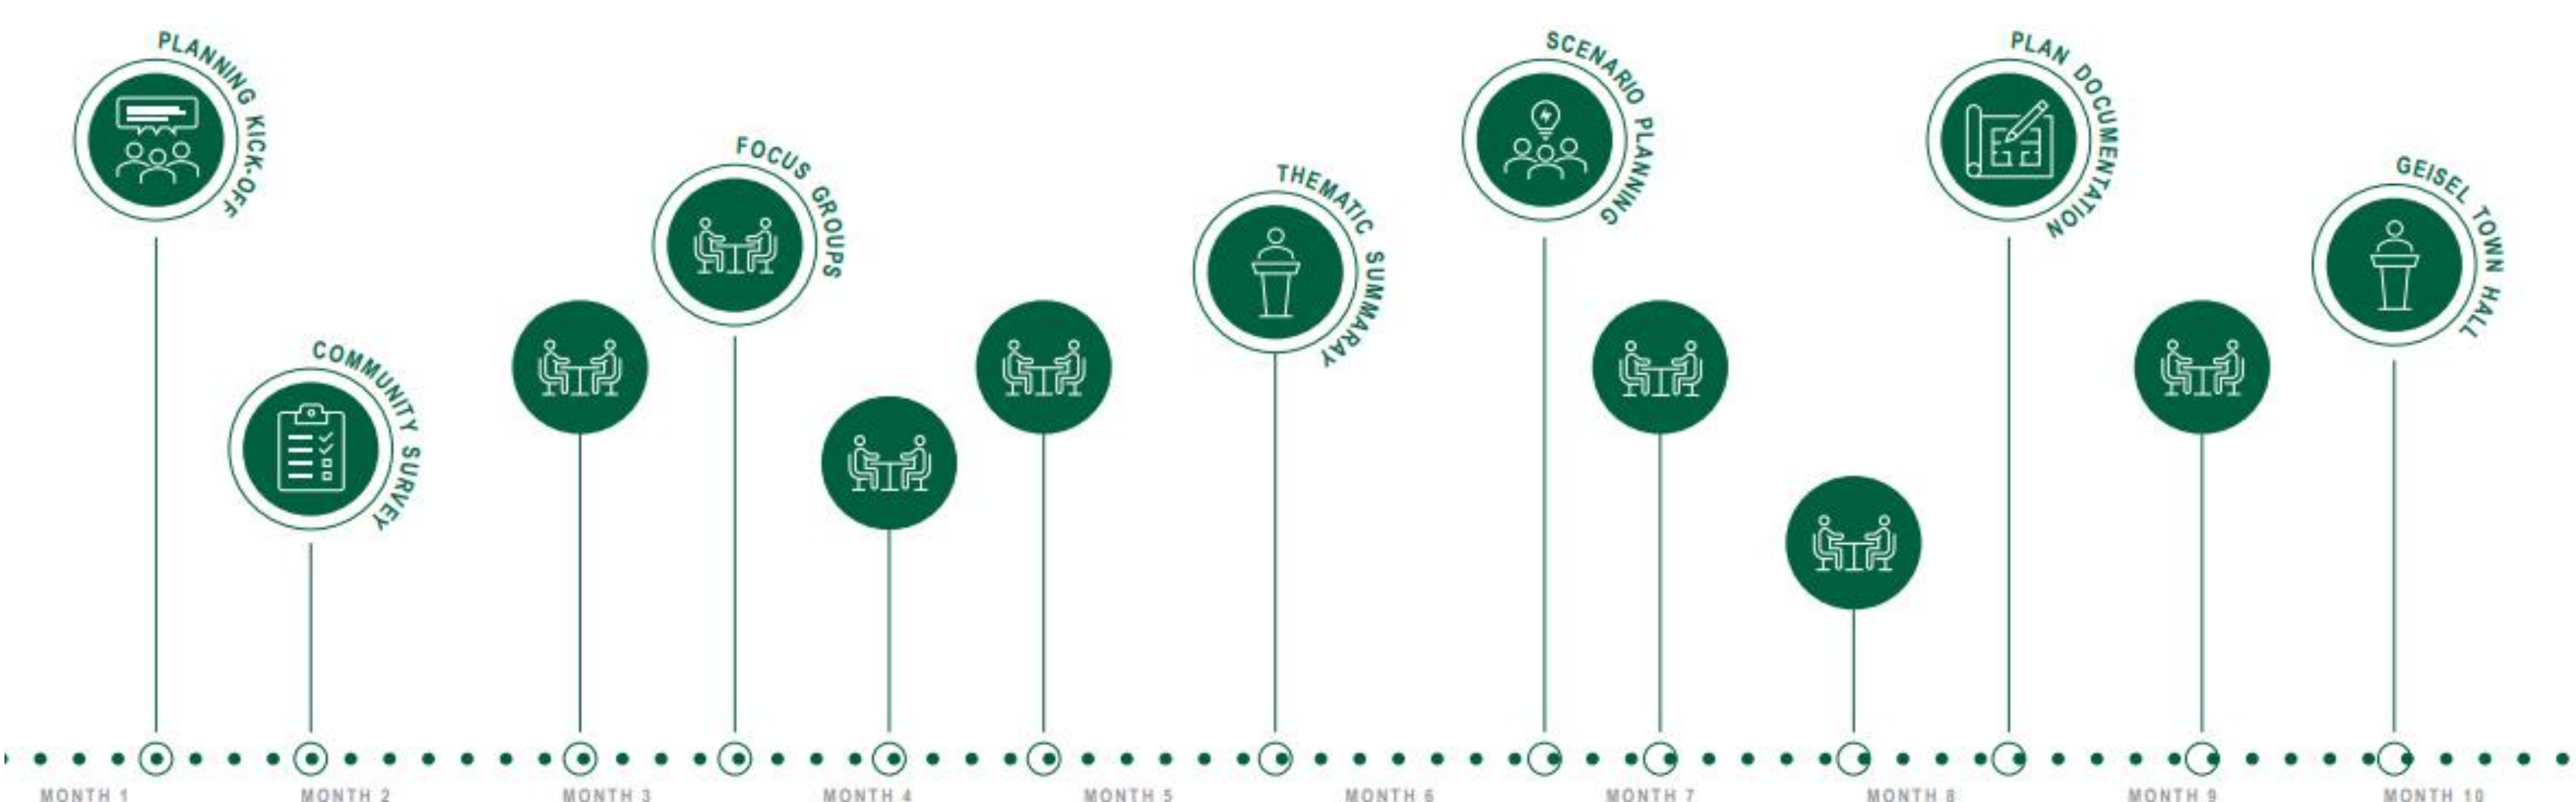 PLANNING KICK-OFF
COMMUNITY SURVEY
FOCUS GROUPS
THEMATIC SUMMARAY
SCENARIO PLANNING
PLAN DOCUMENTATION
GEISEL TOWN HALL
MONTH 1
MONTH 2
MONTH 3
MONTH 4
MONTH 5
MONTH 6
MONTH 7
MONTH 8
MONTH 9
MONTH 10